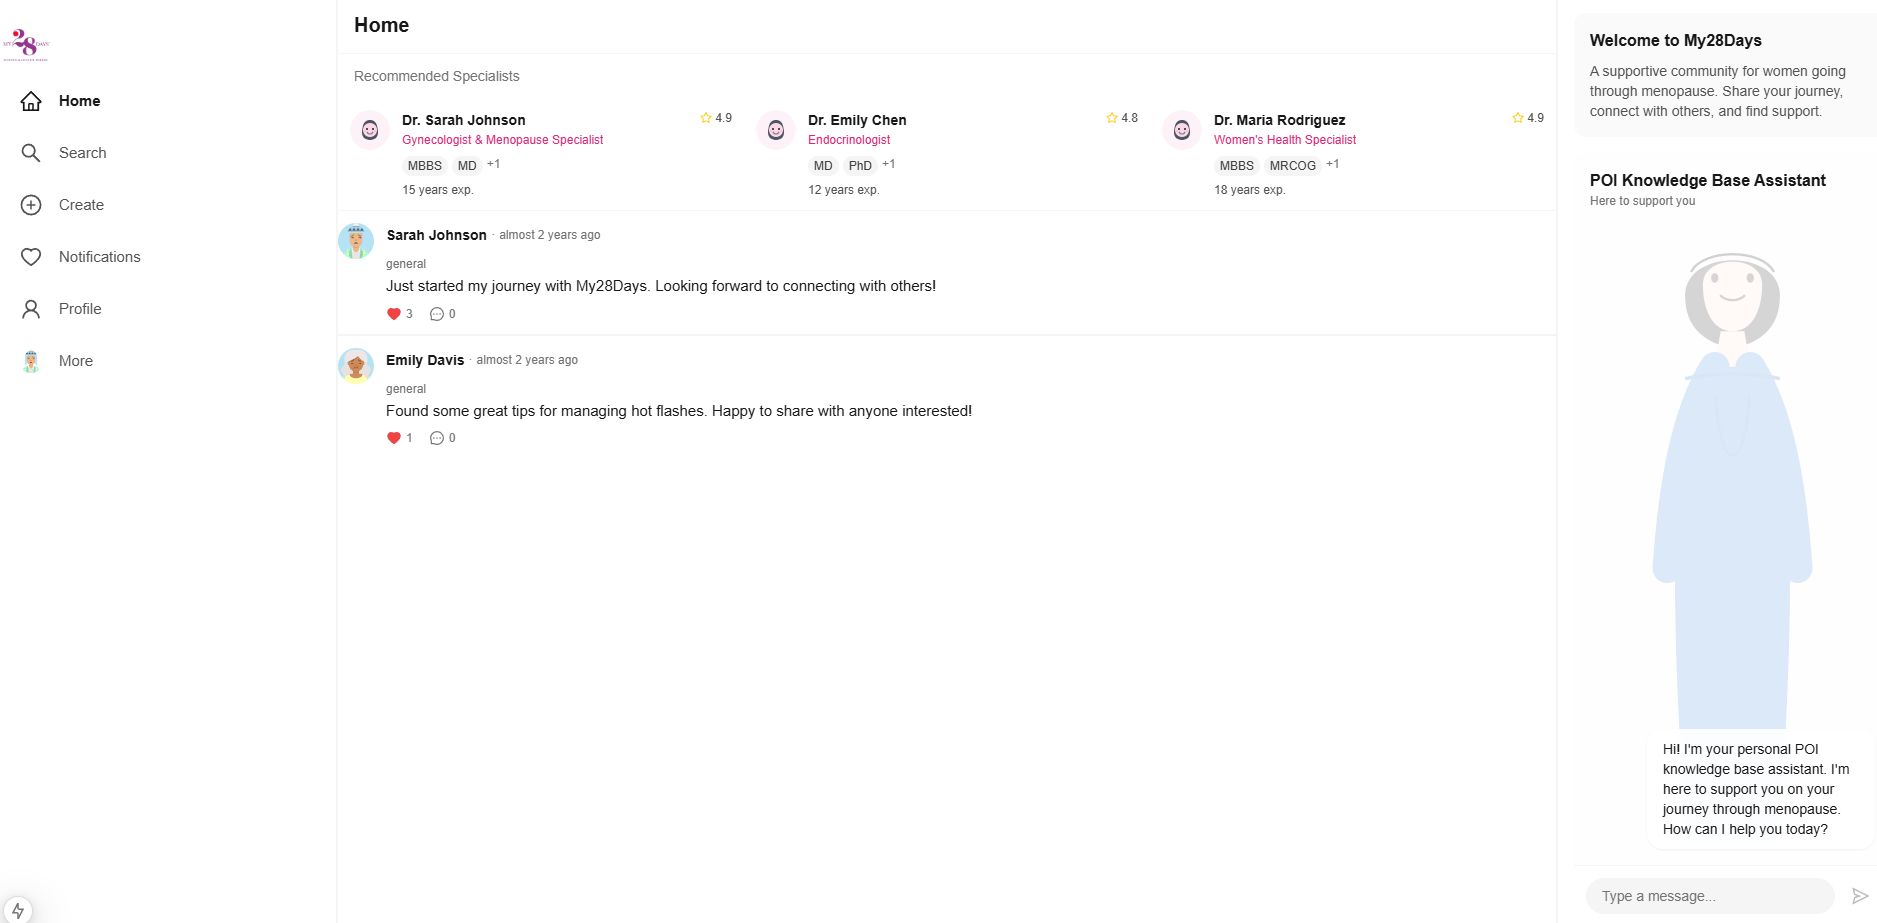 MY 28 DAYS
Home
Search
Create
Notifications
Profile
More
Home
Recommended Specialists
Dr. Sarah Johnson
4.9
Gynecologist & Menopause Specialist
MBBS MD +1
15 years exp.
Dr. Emily Chen
4.8
Endocrinologist
MD PhD +1
12 years exp.
Dr. Maria Rodriguez
4.9
Women's Health Specialist
MBBS MRCOG +1
18 years exp.
Sarah Johnson · almost 2 years ago
general
Just started my journey with My28Days. Looking forward to connecting with others!
3 0
Emily Davis · almost 2 years ago
general
Found some great tips for managing hot flashes. Happy to share with anyone interested!
1 0
Welcome to My28Days
A supportive community for women going
through menopause. Share your journey,
connect with others, and find support.
POI Knowledge Base Assistant
Here to support you
Hi! I'm your personal POI
knowledge base assistant. I'm
here to support you on your
journey through menopause.
How can I help you today?
Type a message...